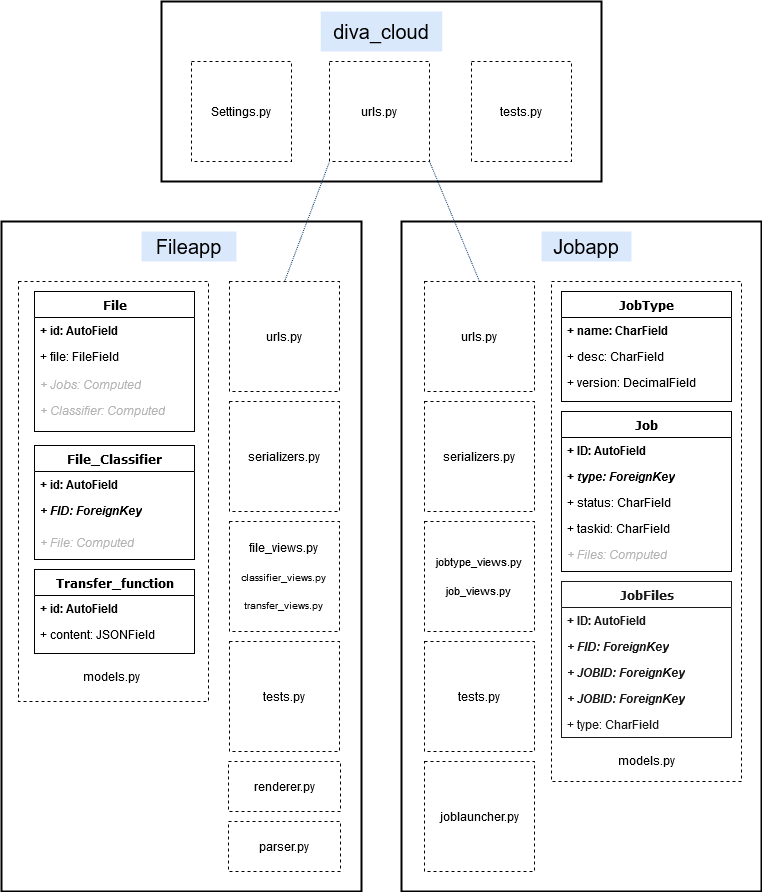 diva_cloud
Settings.py
urls.py
tests.py
Fileapp
File
+ id: AutoField
+ file: FileField
+ Jobs: Computed
+ Classifier: Computed
File_Classifier
+ id: AutoField
+ FID: ForeignKey
+ File: Computed
Transfer_function
+ id: AutoField
+ content: JSONField
models.py
urls.py
serializers.py
file_views.py
classifier_views.py
transfer_views.py
tests.py
renderer.py
parser.py
Jobapp
urls.py
serializers.py
jobtype_views.py
job_views.py
tests.py
joblauncher.py
JobType
+ name: CharField
+ desc: CharField
+ version: DecimalField
Job
+ ID: AutoField
+ type: ForeignKey
+ status: CharField
+ taskid: CharField
+ Files: Computed
JobFiles
+ ID: AutoField
+ FID: ForeignKey
+ JOBID: ForeignKey
+ JOBID: ForeignKey
+ type: CharField
models.py